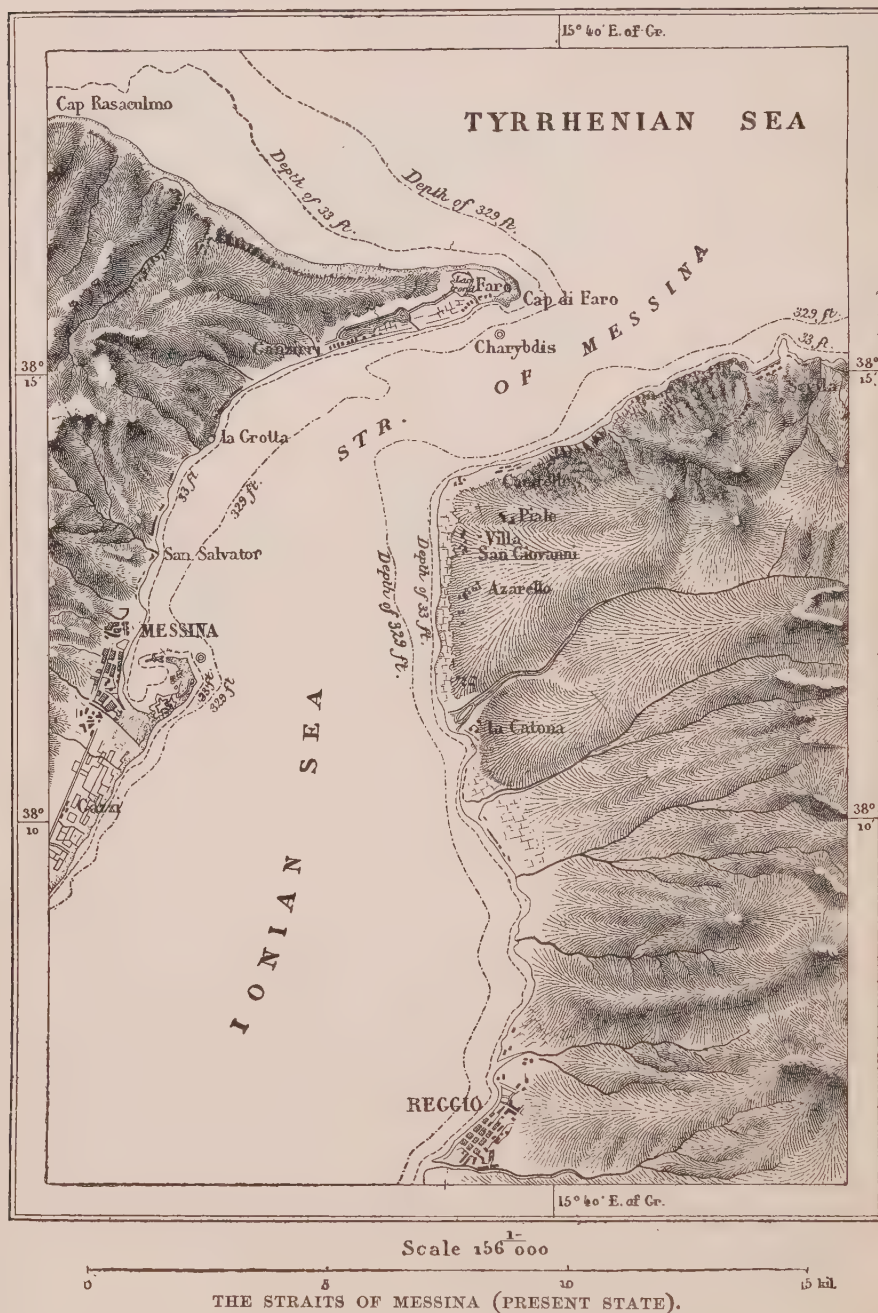 15° 40' E. of Gr.
Cap Rasaculmo
TYRRHENIAN SEA
Depth of 33 ft.
Depth of 329 ft.
Faro
Cap di Faro
STR. OF MESSINA
329 ft.
33 ft.
Charybdis
Ganzirri
38°
15'
38°
15'
Scylla
la Grotta
33 ft
329 ft.
Piale
Villa
San Giovanni
San Salvator
Azarello
Depth of 33 ft.
Depth of 329 ft.
MESSINA
33 ft
329 ft
la Catona
IONIAN SEA
Gazzi
38°
10
38°
10'
REGGIO
15° 40' E. of Gr.
Scale 1/156 000
0 5 10 15 kil.
THE STRAITS OF MESSINA (PRESENT STATE).